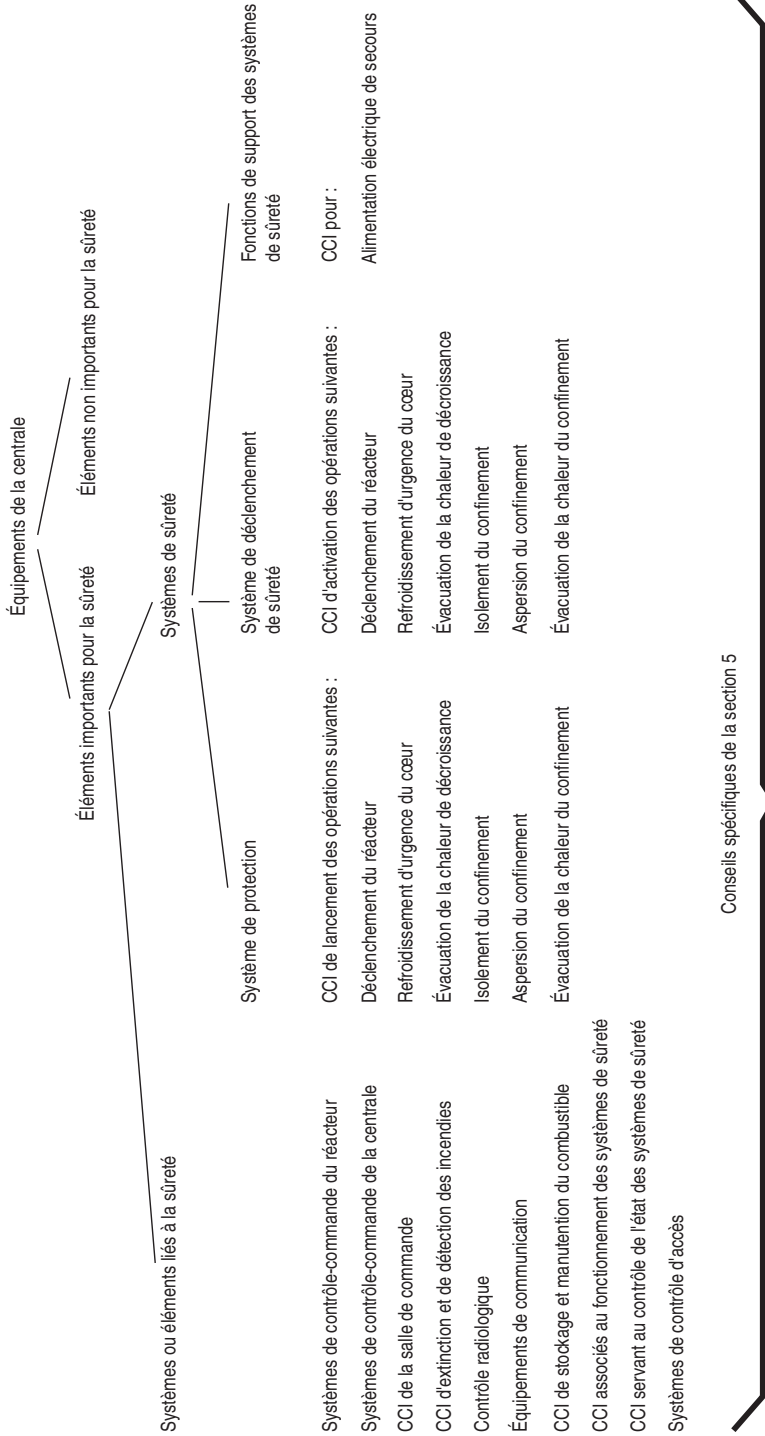 Équipements de la centrale
Éléments importants pour la sûreté
Éléments non importants pour la sûreté
Systèmes ou éléments liés à la sûreté
Systèmes de sûreté
Système de protection
Système de déclenchement
de sûreté
Fonctions de support des systèmes
de sûreté
Systèmes de contrôle-commande du réacteur
Systèmes de contrôle-commande de la centrale
CCI de la salle de commande
CCI d'extinction et de détection des incendies
Contrôle radiologique
Équipements de communication
CCI de stockage et manutention du combustible
CCI associés au fonctionnement des systèmes de sûreté
CCI servant au contrôle de l'état des systèmes de sûreté
Systèmes de contrôle d'accès
CCI de lancement des opérations suivantes :
Déclenchement du réacteur
Refroidissement d'urgence du cœur
Évacuation de la chaleur de décroissance
Isolement du confinement
Aspersion du confinement
Évacuation de la chaleur du confinement
CCI d'activation des opérations suivantes :
Déclenchement du réacteur
Refroidissement d'urgence du cœur
Évacuation de la chaleur de décroissance
Isolement du confinement
Aspersion du confinement
Évacuation de la chaleur du confinement
CCI pour :
Alimentation électrique de secours
Conseils spécifiques de la section 5